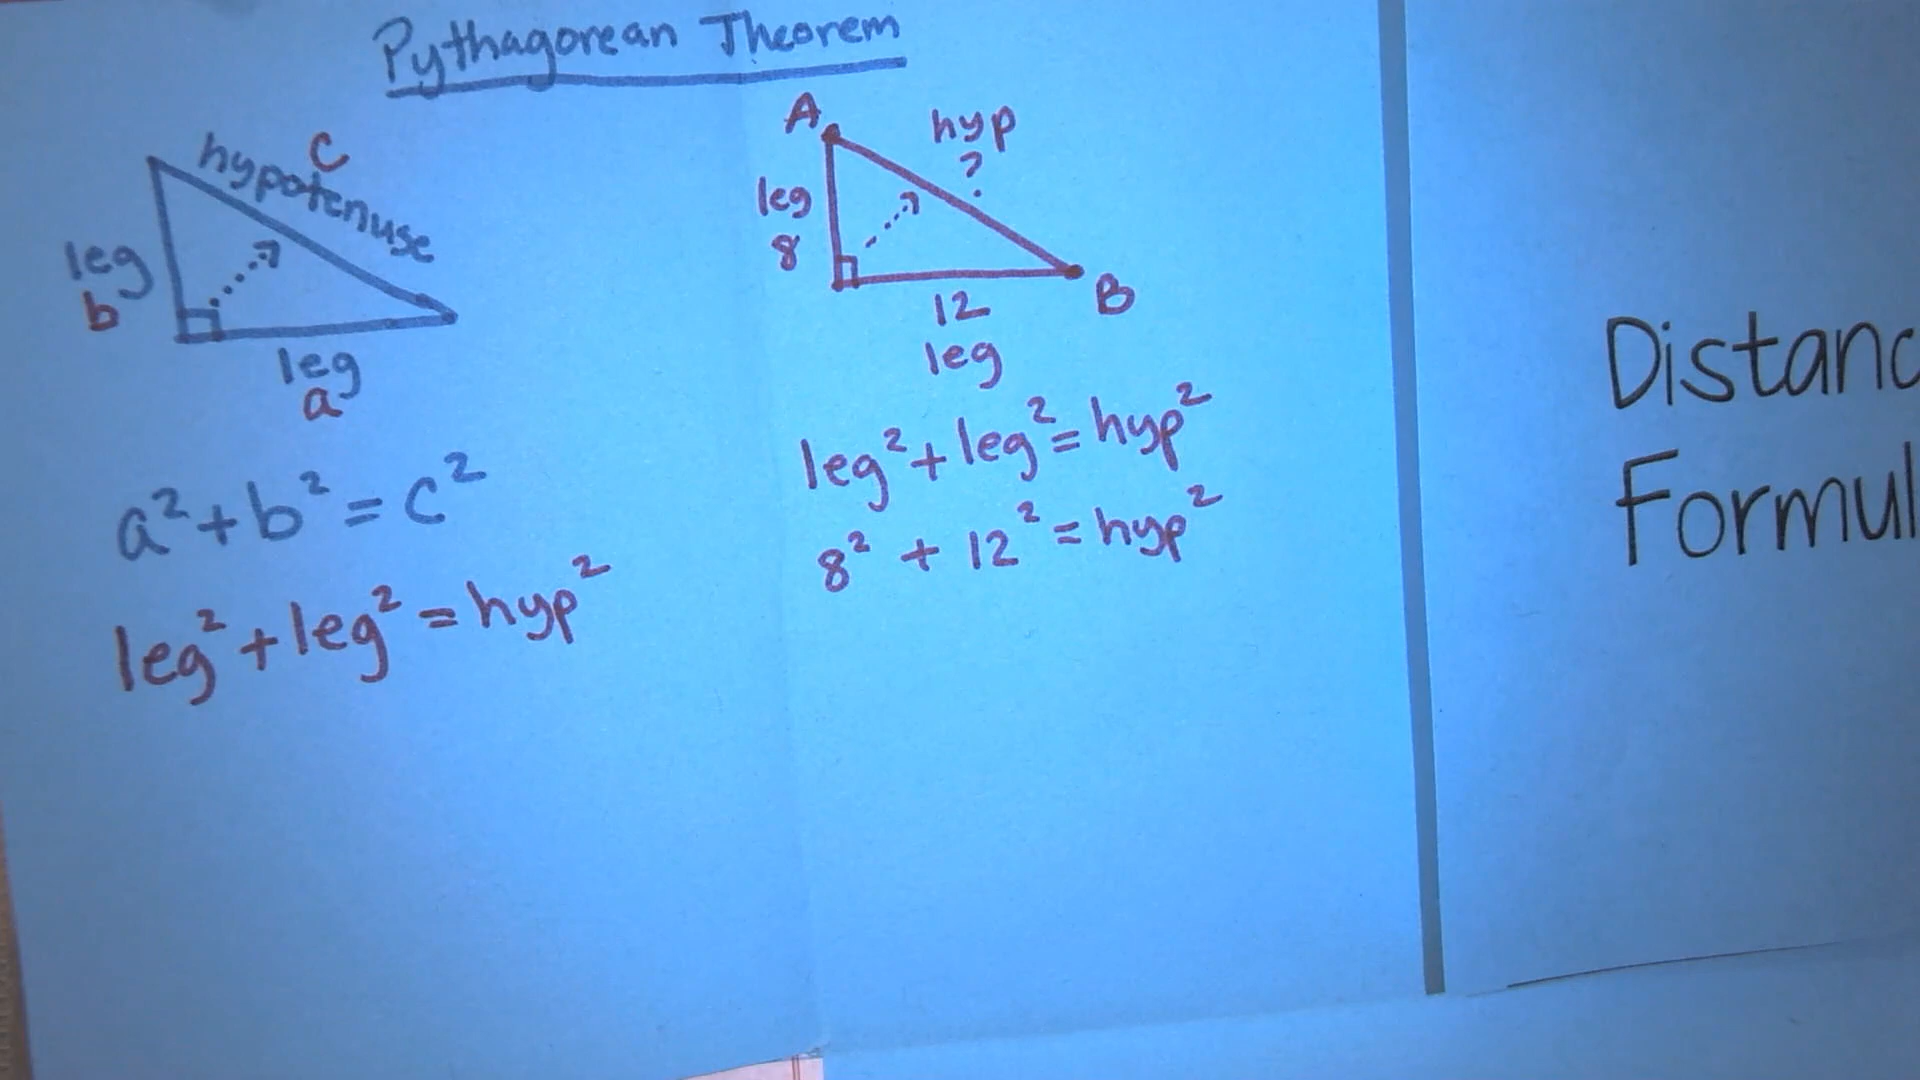 Pythagorean Theorem
c
hypotenuse
leg
b
leg
a
a² + b² = c²
leg² + leg² = hyp²
A
hyp
?
leg
8
12
B
leg
leg² + leg² = hyp²
8² + 12² = hyp²
Distanc
Formul